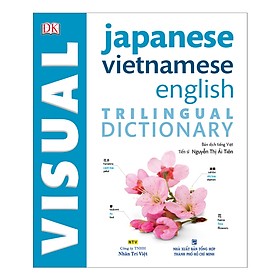 DK
VISUAL
japanese
vietnamese
english
TRILINGUAL
DICTIONARY
Bản dịch tiếng Việt
Tiến sĩ Nguyễn Thị Ái Tiên
NTV
Công ty TNHH
Nhân Trí Việt
NHÀ XUẤT BẢN TỔNG HỢP
THÀNH PHỐ HỒ CHÍ MINH